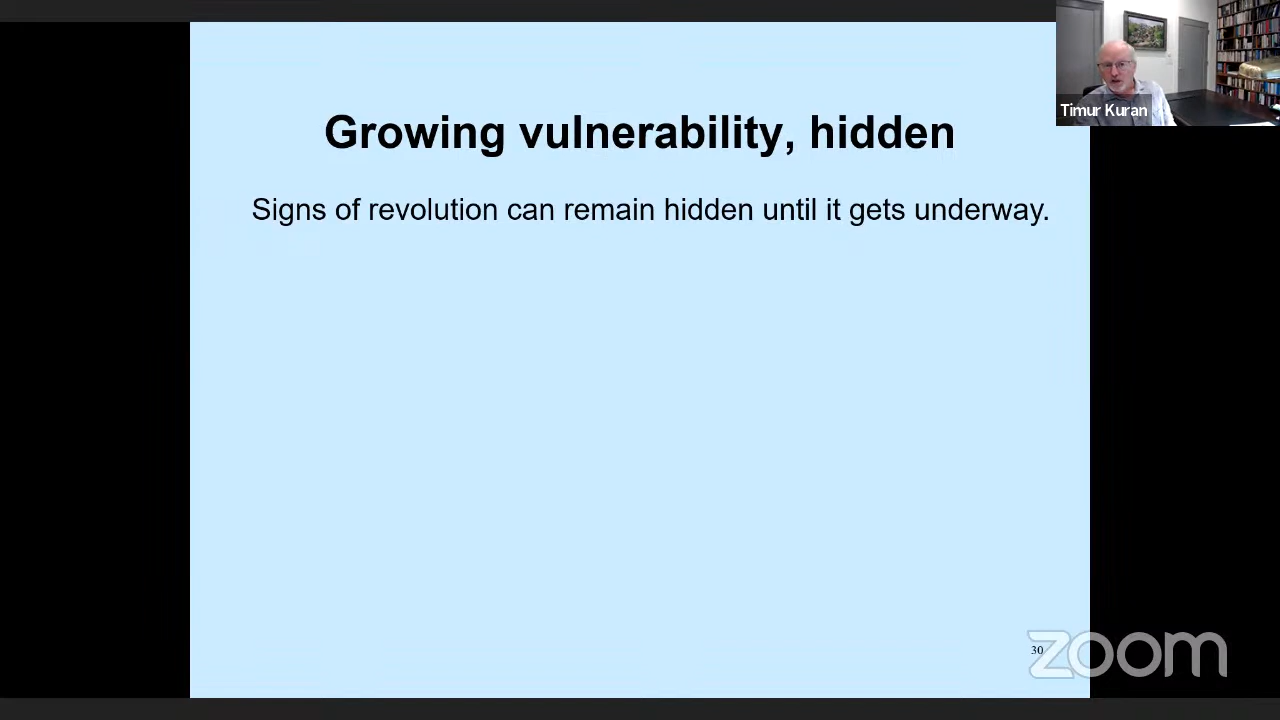 Timur Kuran
Growing vulnerability, hidden
Signs of revolution can remain hidden until it gets underway.
30
zoom